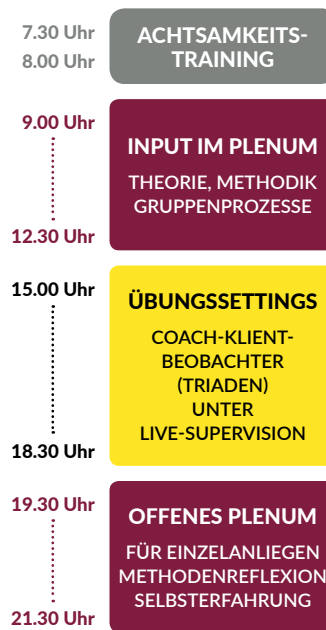 7.30 Uhr
8.00 Uhr
ACHTSAMKEITS-
TRAINING
9.00 Uhr
12.30 Uhr
INPUT IM PLENUM
THEORIE, METHODIK
GRUPPENPROZESSE
15.00 Uhr
18.30 Uhr
ÜBUNGSSETTINGS
COACH-KLIENT-
BEOBACHTER
(TRIADEN)
UNTER
LIVE-SUPERVISION
19.30 Uhr
21.30 Uhr
OFFENES PLENUM
FÜR EINZELANLIEGEN
METHODENREFLEXION
SELBSTERFAHRUNG